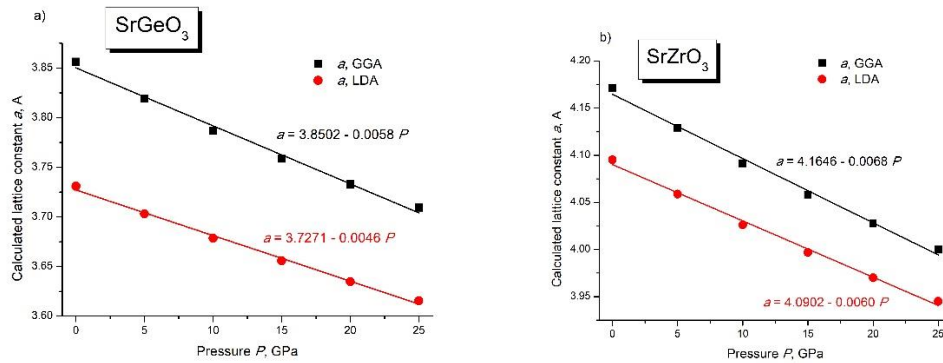 a)
SrGeO₃
a, GGA
a, LDA
a = 3.8502 - 0.0058 P
a = 3.7271 - 0.0046 P
3.85
3.80
3.75
3.70
3.65
3.60
Calculated lattice constant a, A
0
5
10
15
20
25
Pressure P, GPa
b)
SrZrO₃
a, GGA
a, LDA
a = 4.1646 - 0.0068 P
a = 4.0902 - 0.0060 P
4.20
4.15
4.10
4.05
4.00
3.95
Calculated lattice constant a, A
0
5
10
15
20
25
Pressure P, GPa